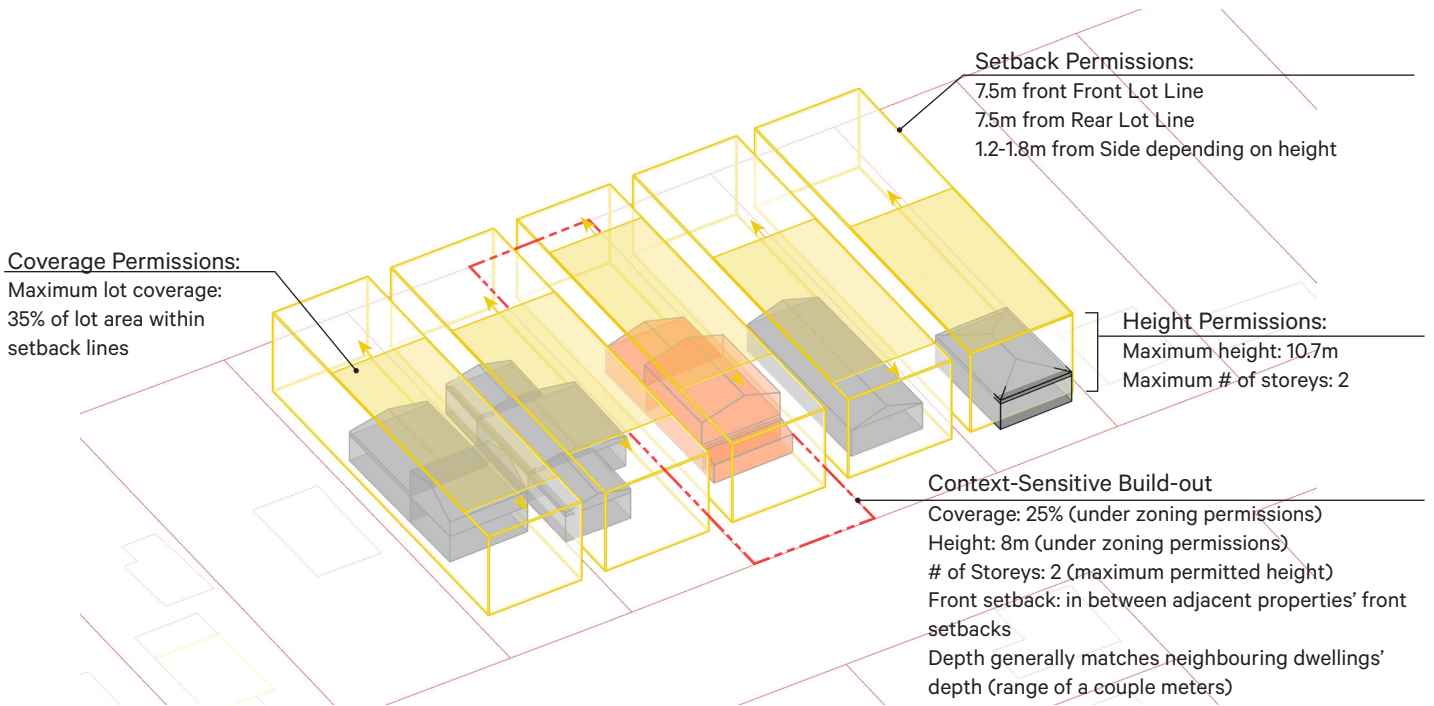 Setback Permissions:
7.5m front Front Lot Line
7.5m from Rear Lot Line
1.2-1.8m from Side depending on height
Coverage Permissions:
Maximum lot coverage:
35% of lot area within
setback lines
Height Permissions:
Maximum height: 10.7m
Maximum # of storeys: 2
Context-Sensitive Build-out
Coverage: 25% (under zoning permissions)
Height: 8m (under zoning permissions)
# of Storeys: 2 (maximum permitted height)
Front setback: in between adjacent properties’ front
setbacks
Depth generally matches neighbouring dwellings’
depth (range of a couple meters)